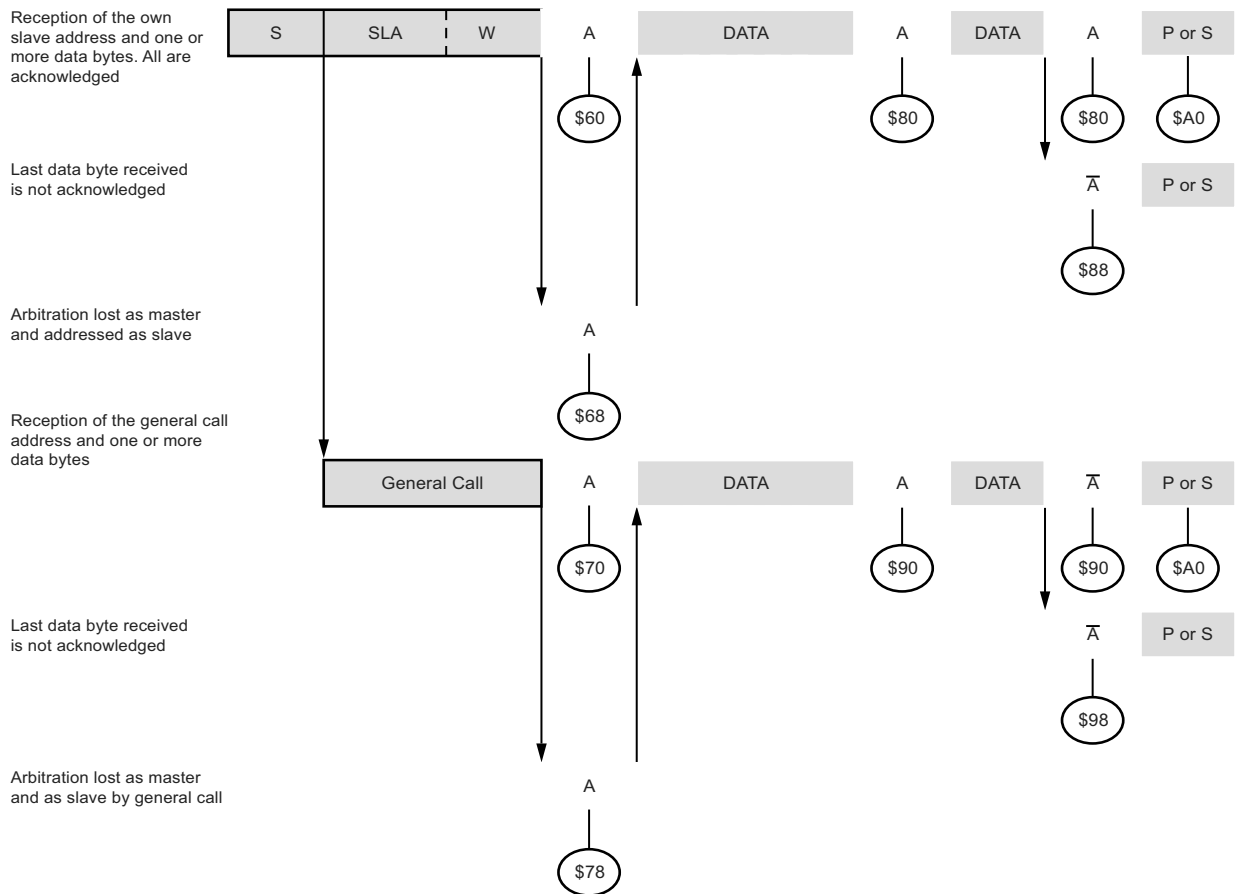 Reception of the own
slave address and one or
more data bytes. All are
acknowledged
S SLA W A DATA A DATA A P or S
$60 $80 $80 $A0
Last data byte received
is not acknowledged
A̅ P or S
$88
Arbitration lost as master
and addressed as slave
A
$68
Reception of the general call
address and one or more
data bytes
General Call A DATA A DATA A̅ P or S
$70 $90 $90 $A0
Last data byte received
is not acknowledged
A̅ P or S
$98
Arbitration lost as master
and as slave by general call
A
$78